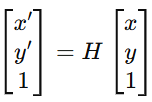 [x′ y′ 1] = H [x y 1]